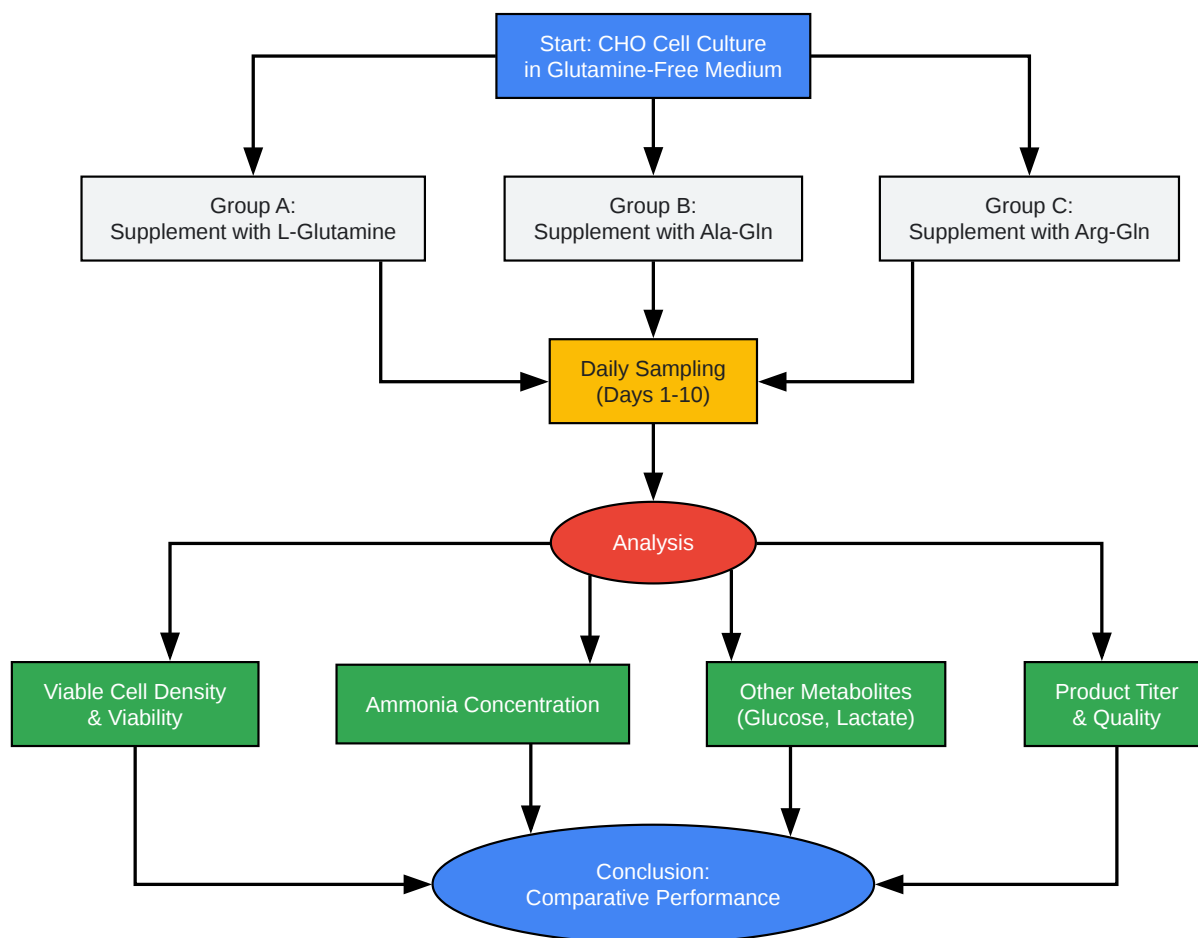 Start: CHO Cell Culture
in Glutamine-Free Medium
Group A:
Supplement with L-Glutamine
Group B:
Supplement with Ala-Gln
Group C:
Supplement with Arg-Gln
Daily Sampling
(Days 1-10)
Analysis
Viable Cell Density
& Viability
Ammonia Concentration
Other Metabolites
(Glucose, Lactate)
Product Titer
& Quality
Conclusion:
Comparative Performance